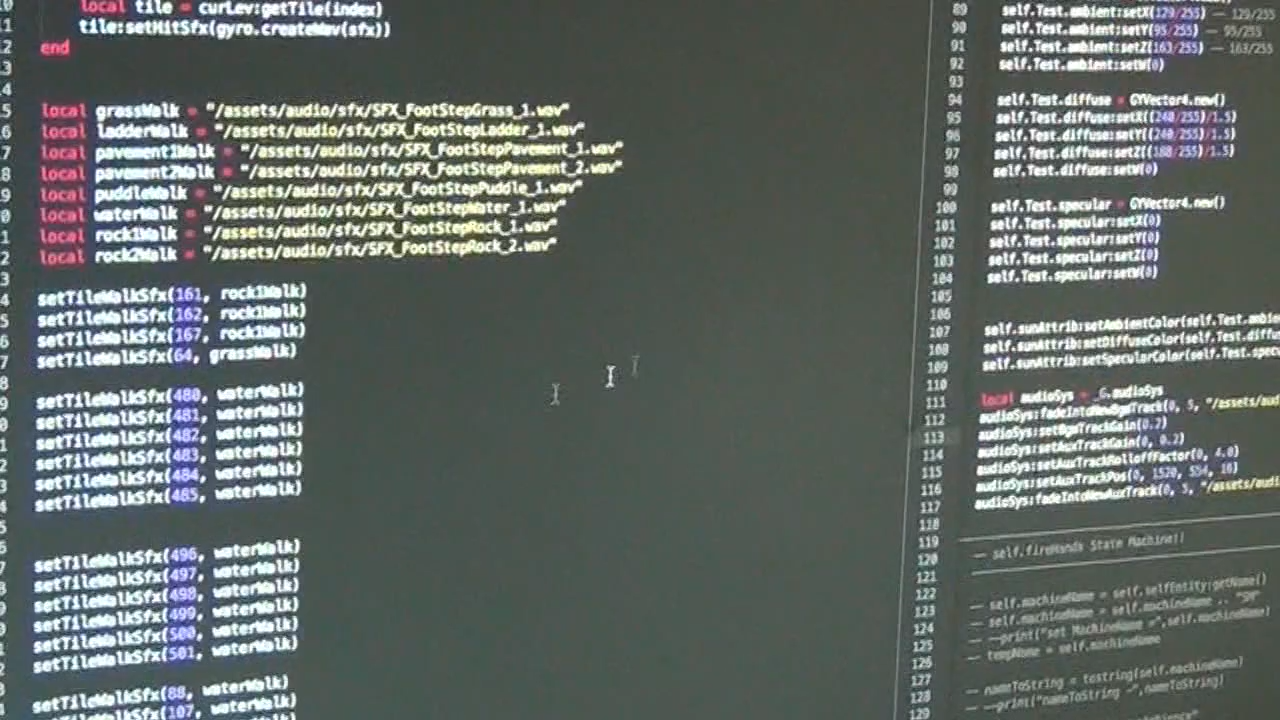 local tile = curLev:getTile(index)
tile:setHitSfx(gyro.createWav(sfx))
end
local grassWalk = "/assets/audio/sfx/SFX_FootStepGrass_1.wav"
local ladderWalk = "/assets/audio/sfx/SFX_FootStepLadder_1.wav"
local pavement1Walk = "/assets/audio/sfx/SFX_FootStepPavement_1.wav"
local pavement2Walk = "/assets/audio/sfx/SFX_FootStepPavement_2.wav"
local puddleWalk = "/assets/audio/sfx/SFX_FootStepPuddle_1.wav"
local waterWalk = "/assets/audio/sfx/SFX_FootStepWater_1.wav"
local rock1Walk = "/assets/audio/sfx/SFX_FootStepRock_1.wav"
local rock2Walk = "/assets/audio/sfx/SFX_FootStepRock_2.wav"
setTileWalkSfx(161, rock1Walk)
setTileWalkSfx(162, rock1Walk)
setTileWalkSfx(167, rock1Walk)
setTileWalkSfx(64, grassWalk)
setTileWalkSfx(480, waterWalk)
setTileWalkSfx(481, waterWalk)
setTileWalkSfx(482, waterWalk)
setTileWalkSfx(483, waterWalk)
setTileWalkSfx(484, waterWalk)
setTileWalkSfx(485, waterWalk)
setTileWalkSfx(496, waterWalk)
setTileWalkSfx(497, waterWalk)
setTileWalkSfx(498, waterWalk)
setTileWalkSfx(499, waterWalk)
setTileWalkSfx(500, waterWalk)
setTileWalkSfx(501, waterWalk)
setTileWalkSfx(88, waterWalk)
setTileWalkSfx(107, waterWalk)
89 self.Test.ambient:setX(129/255) -- 129/255
90 self.Test.ambient:setY(95/255) -- 95/255
91 self.Test.ambient:setZ(163/255) -- 163/255
92 self.Test.ambient:setW(0)
93
94 self.Test.diffuse = GYVector4.new()
95 self.Test.diffuse:setX((240/255)/1.5)
96 self.Test.diffuse:setY((240/255)/1.5)
97 self.Test.diffuse:setZ((188/255)/1.5)
98 self.Test.diffuse:setW(0)
99
100 self.Test.specular = GYVector4.new()
101 self.Test.specular:setX(0)
102 self.Test.specular:setY(0)
103 self.Test.specular:setZ(0)
104 self.Test.specular:setW(0)
105
106
107 self.sunAttrib:setAmbientColor(self.Test.ambie
108 self.sunAttrib:setDiffuseColor(self.Test.diffus
109 self.sunAttrib:setSpecularColor(self.Test.spec
110
111 local audioSys = _G.audioSys
112 audioSys:fadeIntoNewBgmTrack(0, 5, "/assets/aud
113 audioSys:setBgmTrackGain(0.2)
114 audioSys:setAuxTrackGain(0, 0.2)
115 audioSys:setAuxTrackRolloffFactor(0, 4.0)
116 audioSys:setAuxTrackPos(0, 1520, 554, 10)
117 audioSys:fadeIntoNewAuxTrack(0, 5, "/assets/audi
118
119
120 -- self.fireHands State Machine!!
121
122
123 -- self.machineName = self.selfEntity:getName()
124 -- self.machineName = self.machineName .. "SM"
125 -- --print("set MachineName =",self.machineName)
126 -- tempName = self.machineName
127
128 -- nameToString = tostring(self.machineName)
129 -- --print("nameToString =",nameToString)